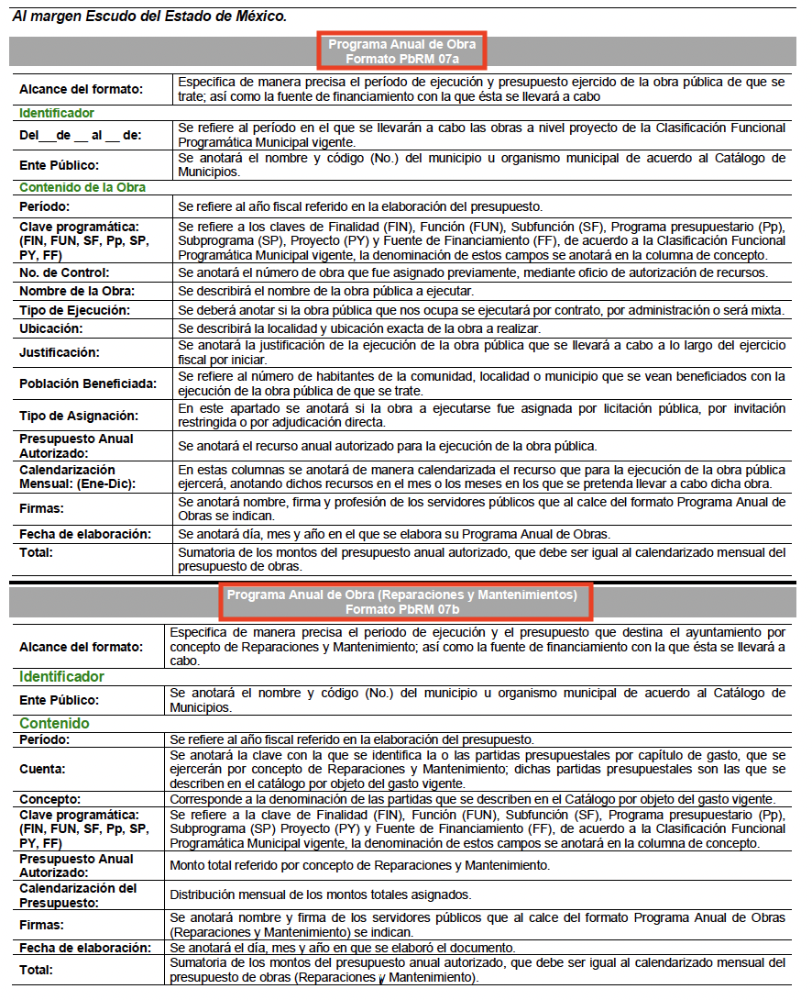 Al margen Escudo del Estado de México.
Programa Anual de Obra
Formato PbRM 07a
Alcance del formato:
Especifica de manera precisa el período de ejecución y presupuesto ejercido de la obra pública de que se
trate; así como la fuente de financiamiento con la que ésta se llevará a cabo
Identificador
Del___de __ al __ de:
Se refiere al período en el que se llevarán a cabo las obras a nivel proyecto de la Clasificación Funcional
Programática Municipal vigente.
Ente Público:
Se anotará el nombre y código (No.) del municipio u organismo municipal de acuerdo al Catálogo de
Municipios.
Contenido de la Obra
Período:
Se refiere al año fiscal referido en la elaboración del presupuesto.
Clave programática:
(FIN, FUN, SF, Pp, SP,
PY, FF)
Se refiere a los claves de Finalidad (FIN), Función (FUN), Subfunción (SF), Programa presupuestario (Pp),
Subprograma (SP), Proyecto (PY) y Fuente de Financiamiento (FF), de acuerdo a la Clasificación Funcional
Programática Municipal vigente, la denominación de estos campos se anotará en la columna de concepto.
No. de Control:
Se anotará el número de obra que fue asignado previamente, mediante oficio de autorización de recursos.
Nombre de la Obra:
Se describirá el nombre de la obra pública a ejecutar.
Tipo de Ejecución:
Se deberá anotar si la obra pública que nos ocupa se ejecutará por contrato, por administración o será mixta.
Ubicación:
Se describirá la localidad y ubicación exacta de la obra a realizar.
Justificación:
Se anotará la justificación de la ejecución de la obra pública que se llevará a cabo a lo largo del ejercicio
fiscal por iniciar.
Población Beneficiada:
Se refiere al número de habitantes de la comunidad, localidad o municipio que se vean beneficiados con la
ejecución de la obra pública de que se trate.
Tipo de Asignación:
En este apartado se anotará si la obra a ejecutarse fue asignada por licitación pública, por invitación
restringida o por adjudicación directa.
Presupuesto Anual
Autorizado:
Se anotará el recurso anual autorizado para la ejecución de la obra pública.
Calendarización
Mensual: (Ene-Dic):
En estas columnas se anotará de manera calendarizada el recurso que para la ejecución de la obra pública
ejercerá, anotando dichos recursos en el mes o los meses en los que se pretenda llevar a cabo dicha obra.
Firmas:
Se anotará nombre, firma y profesión de los servidores públicos que al calce del formato Programa Anual de
Obras se indican.
Fecha de elaboración:
Se anotará día, mes y año en el que se elabora su Programa Anual de Obras.
Total:
Sumatoria de los montos del presupuesto anual autorizado, que debe ser igual al calendarizado mensual del
presupuesto de obras.
Programa Anual de Obra (Reparaciones y Mantenimientos)
Formato PbRM 07b
Alcance del formato:
Especifica de manera precisa el periodo de ejecución y el presupuesto que destina el ayuntamiento por
concepto de Reparaciones y Mantenimiento; así como la fuente de financiamiento con la que ésta se llevará a
cabo.
Identificador
Ente Público:
Se anotará el nombre y código (No.) del municipio u organismo municipal de acuerdo al Catálogo de
Municipios.
Contenido
Período:
Se refiere al año fiscal referido en la elaboración del presupuesto.
Cuenta:
Se anotará la clave con la que se identifica la o las partidas presupuestales por capítulo de gasto, que se
ejercerán por concepto de Reparaciones y Mantenimiento; dichas partidas presupuestales son las que se
describen en el catálogo por objeto del gasto vigente.
Concepto:
Corresponde a la denominación de las partidas que se describen en el Catálogo por objeto del gasto vigente.
Clave programática:
(FIN, FUN, SF, Pp, SP,
PY, FF)
Se refiere a la clave de Finalidad (FIN), Función (FUN), Subfunción (SF), Programa presupuestario (Pp),
Subprograma (SP) Proyecto (PY) y Fuente de Financiamiento (FF), de acuerdo a la Clasificación Funcional
Programática Municipal vigente, la denominación de estos campos se anotará en la columna de concepto.
Presupuesto Anual
Autorizado:
Monto total referido por concepto de Reparaciones y Mantenimiento.
Calendarización del
Presupuesto:
Distribución mensual de los montos totales asignados.
Firmas:
Se anotará nombre y firma de los servidores públicos que al calce del formato Programa Anual de Obras
(Reparaciones y Mantenimiento) se indican.
Fecha de elaboración:
Se anotará el día, mes y año en que se elaboró el documento.
Total:
Sumatoria de los montos del presupuesto anual autorizado, que debe ser igual al calendarizado mensual del
presupuesto de obras (Reparaciones y Mantenimiento).